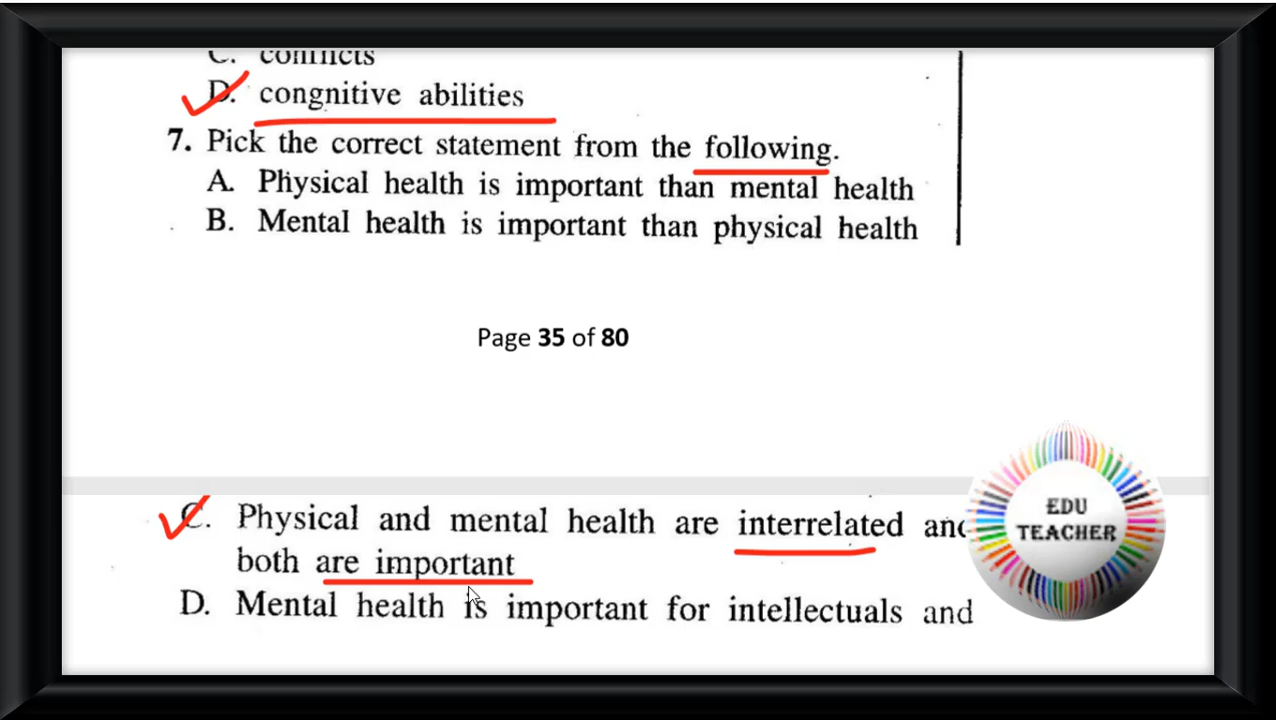 C. conflicts
D. congnitive abilities
7. Pick the correct statement from the following.
A. Physical health is important than mental health
B. Mental health is important than physical health
Page 35 of 80
C. Physical and mental health are interrelated and
both are important
D. Mental health is important for intellectuals and
EDU
TEACHER